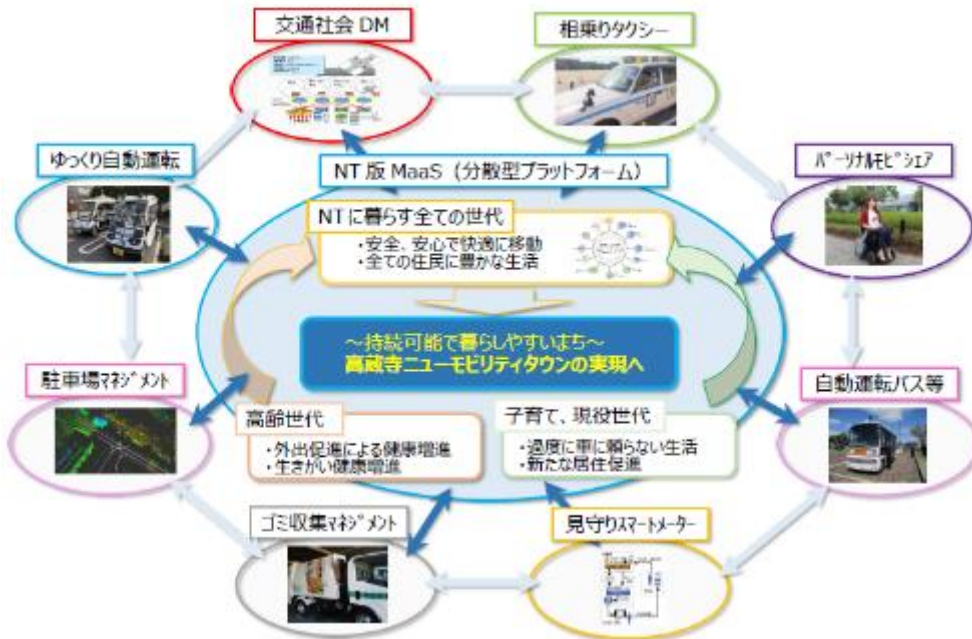 交通社会 DM
相乗りタクシー
ゆっくり自動運転
NT 版 MaaS（分散型プラットフォーム）
パーソナルモビシェア
NTに暮らす全ての世代
・安全、安心で快適に移動
・全ての住民に豊かな生活
～持続可能で暮らしやすいまち～
高蔵寺ニューモビリティタウンの実現へ
駐車場マネジメント
自動運転バス等
高齢世代
・外出促進による健康増進
・生きがい健康増進
子育て、現役世代
・過度に車に頼らない生活
・新たな居住促進
ゴミ収集マネジメント
見守りスマートメーター